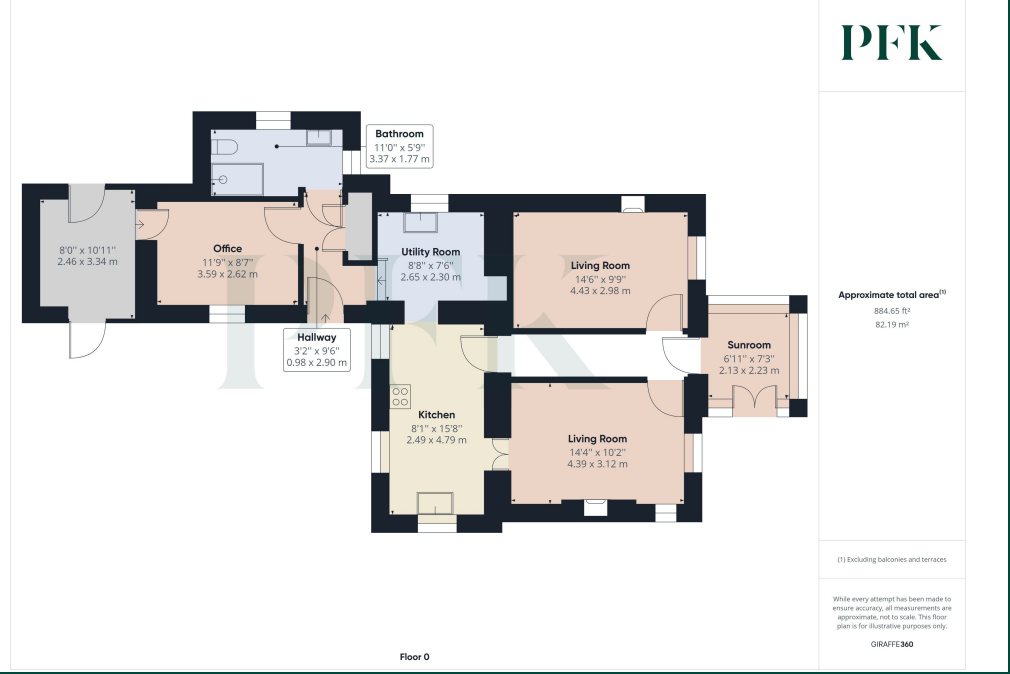 PFK
Bathroom
11'0" x 5'9"
3.37 x 1.77 m
8'0" x 10'11"
2.46 x 3.34 m
Office
11'9" x 8'7"
3.59 x 2.62 m
Utility Room
8'8" x 7'6"
2.65 x 2.30 m
Living Room
14'6" x 9'9"
4.43 x 2.98 m
Hallway
3'2" x 9'6"
0.98 x 2.90 m
Sunroom
6'11" x 7'3"
2.13 x 2.23 m
Kitchen
8'1" x 15'8"
2.49 x 4.79 m
Living Room
14'4" x 10'2"
4.39 x 3.12 m
PFK
Floor 0
Approximate total area(1)
884.65 ft²
82.19 m²
(1) Excluding balconies and terraces
While every attempt has been made to
ensure accuracy, all measurements are
approximate, not to scale. This floor
plan is for illustrative purposes only.
GIRAFFE360